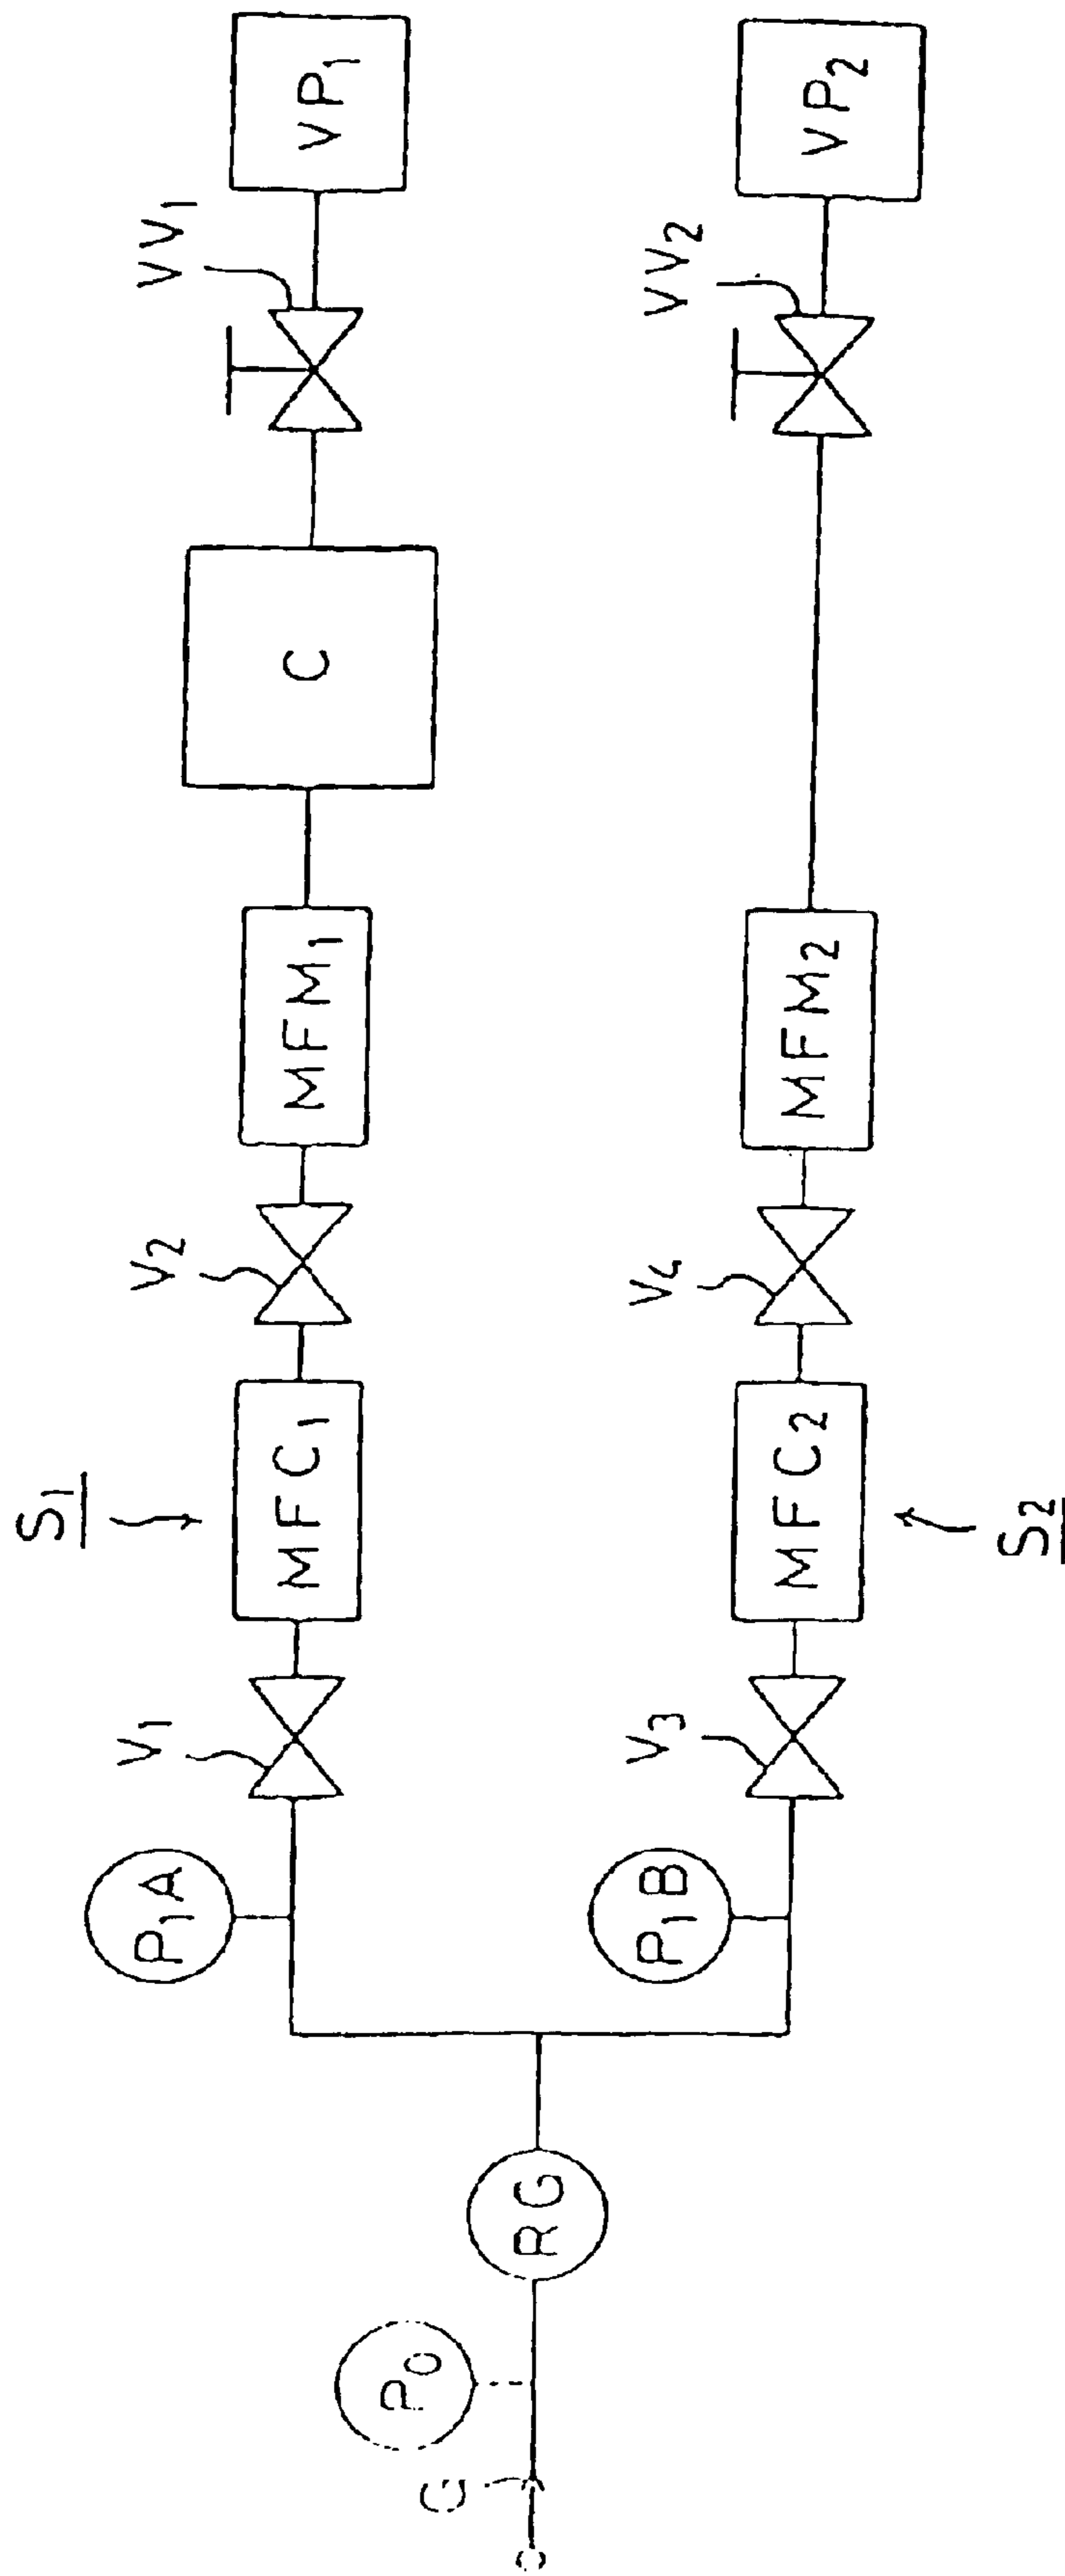 S₁
S₂
G
P₀
RG
P₁A
V₁
MFC₁
V₂
MFM₁
C
VV₁
VP₁
P₁B
V₃
MFC₂
V₄
MFM₂
VV₂
VP₂